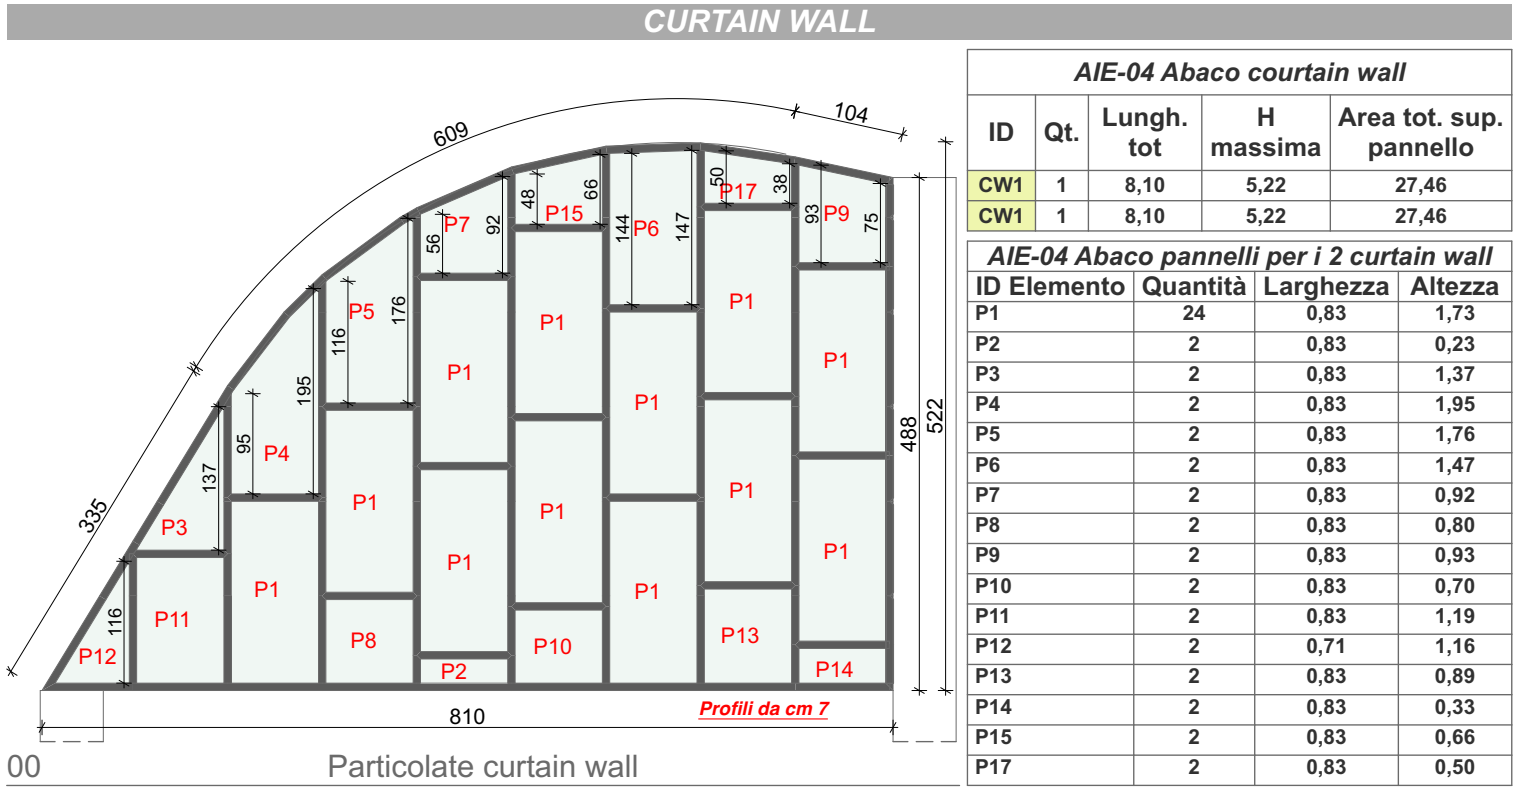 CURTAIN WALL
609
104
335
48
66
50
38
P17
P7
56
92
P15
144
P6
147
93
P9
75
P5
116
176
P1
P1
P1
P1
P4
95
195
P1
P1
488
522
137
P3
P1
P1
P1
P1
P1
P1
P11
116
P12
P8
P10
P13
P2
P14
810
Profili da cm 7
00 Particolate curtain wall
AIE-04 Abaco courtain wall
ID Qt. Lungh. tot H massima Area tot. sup. pannello
CW1 1 8,10 5,22 27,46
CW1 1 8,10 5,22 27,46
AIE-04 Abaco pannelli per i 2 curtain wall
ID Elemento Quantità Larghezza Altezza
P1 24 0,83 1,73
P2 2 0,83 0,23
P3 2 0,83 1,37
P4 2 0,83 1,95
P5 2 0,83 1,76
P6 2 0,83 1,47
P7 2 0,83 0,92
P8 2 0,83 0,80
P9 2 0,83 0,93
P10 2 0,83 0,70
P11 2 0,83 1,19
P12 2 0,71 1,16
P13 2 0,83 0,89
P14 2 0,83 0,33
P15 2 0,83 0,66
P17 2 0,83 0,50